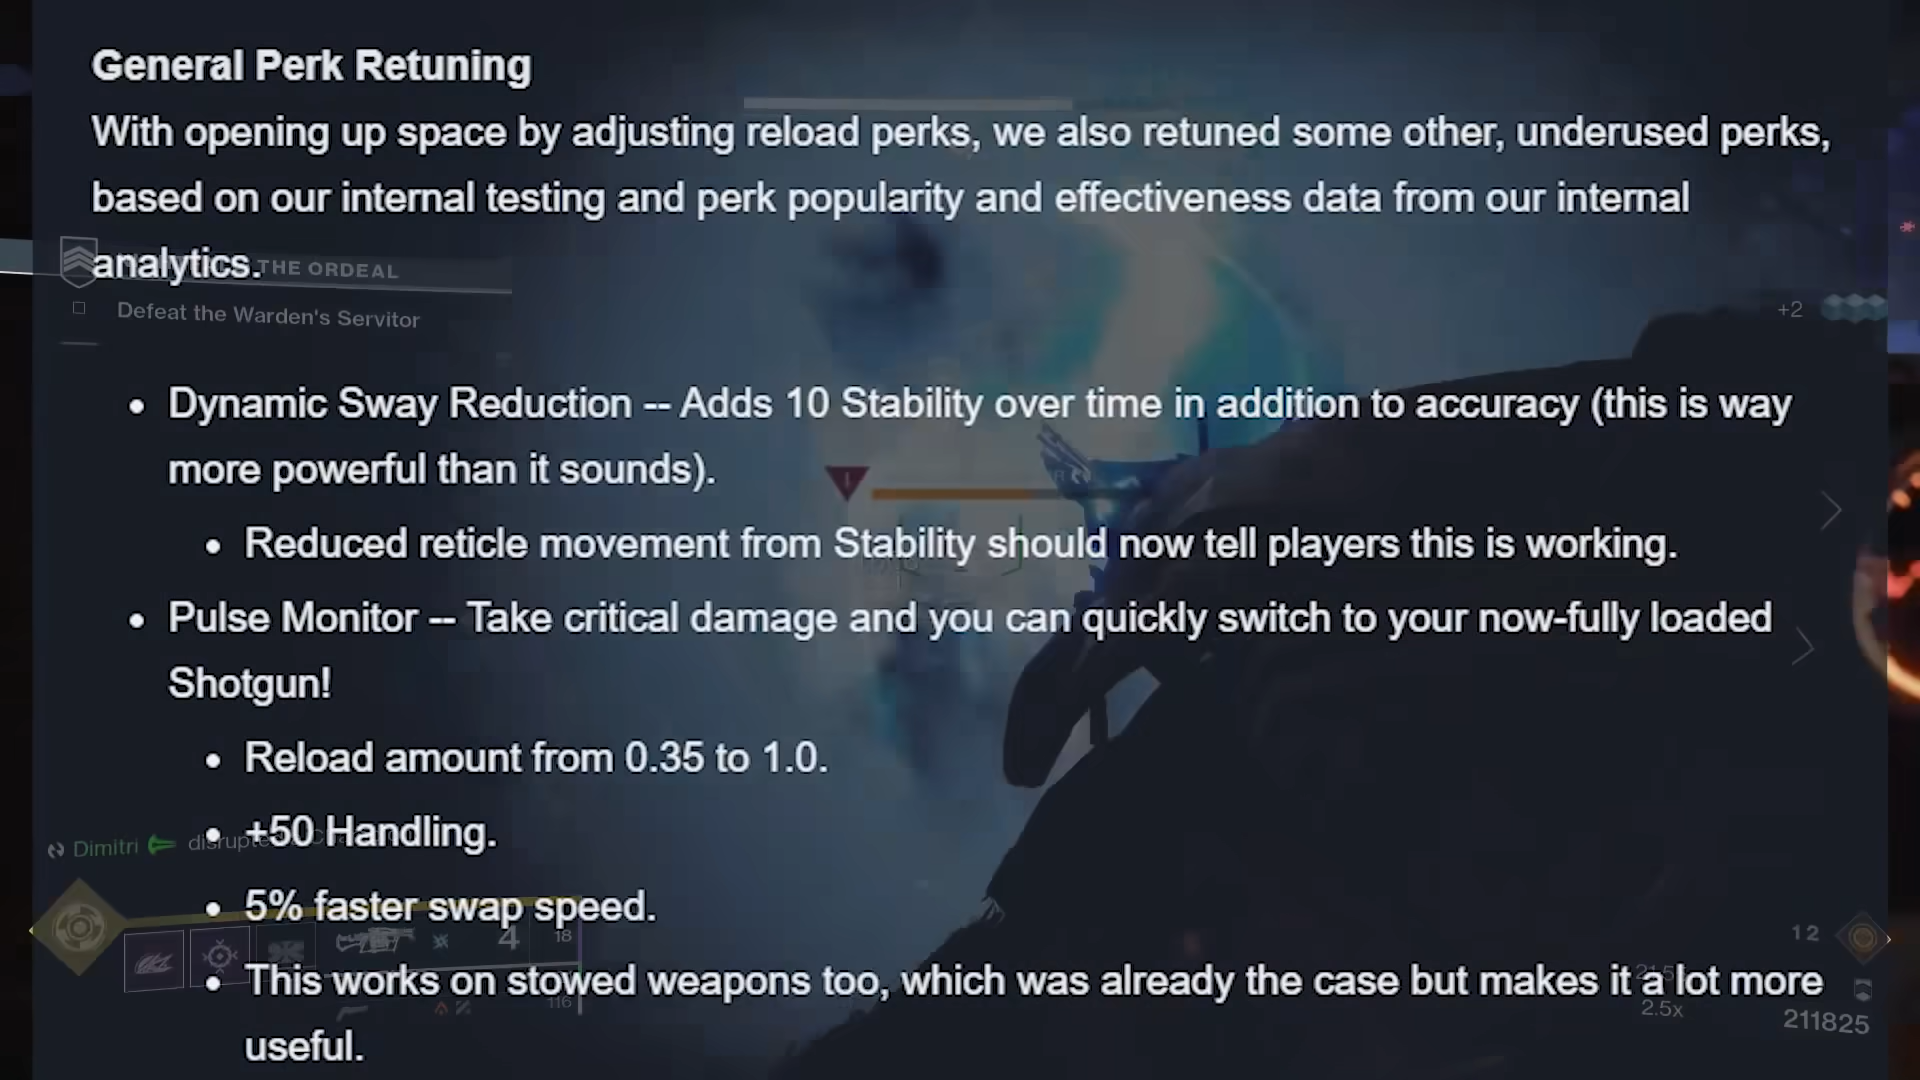 General Perk Retuning
With opening up space by adjusting reload perks, we also retuned some other, underused perks,
based on our internal testing and perk popularity and effectiveness data from our internal
analytics.
THE ORDEAL
Defeat the Warden's Servitor
+2
• Dynamic Sway Reduction -- Adds 10 Stability over time in addition to accuracy (this is way
more powerful than it sounds).
• Reduced reticle movement from Stability should now tell players this is working.
• Pulse Monitor -- Take critical damage and you can quickly switch to your now-fully loaded
Shotgun!
• Reload amount from 0.35 to 1.0.
• +50 Handling.
Dimitri
• 5% faster swap speed.
4 18
12
• This works on stowed weapons too, which was already the case but makes it a lot more
useful.
116
2.5x
211825